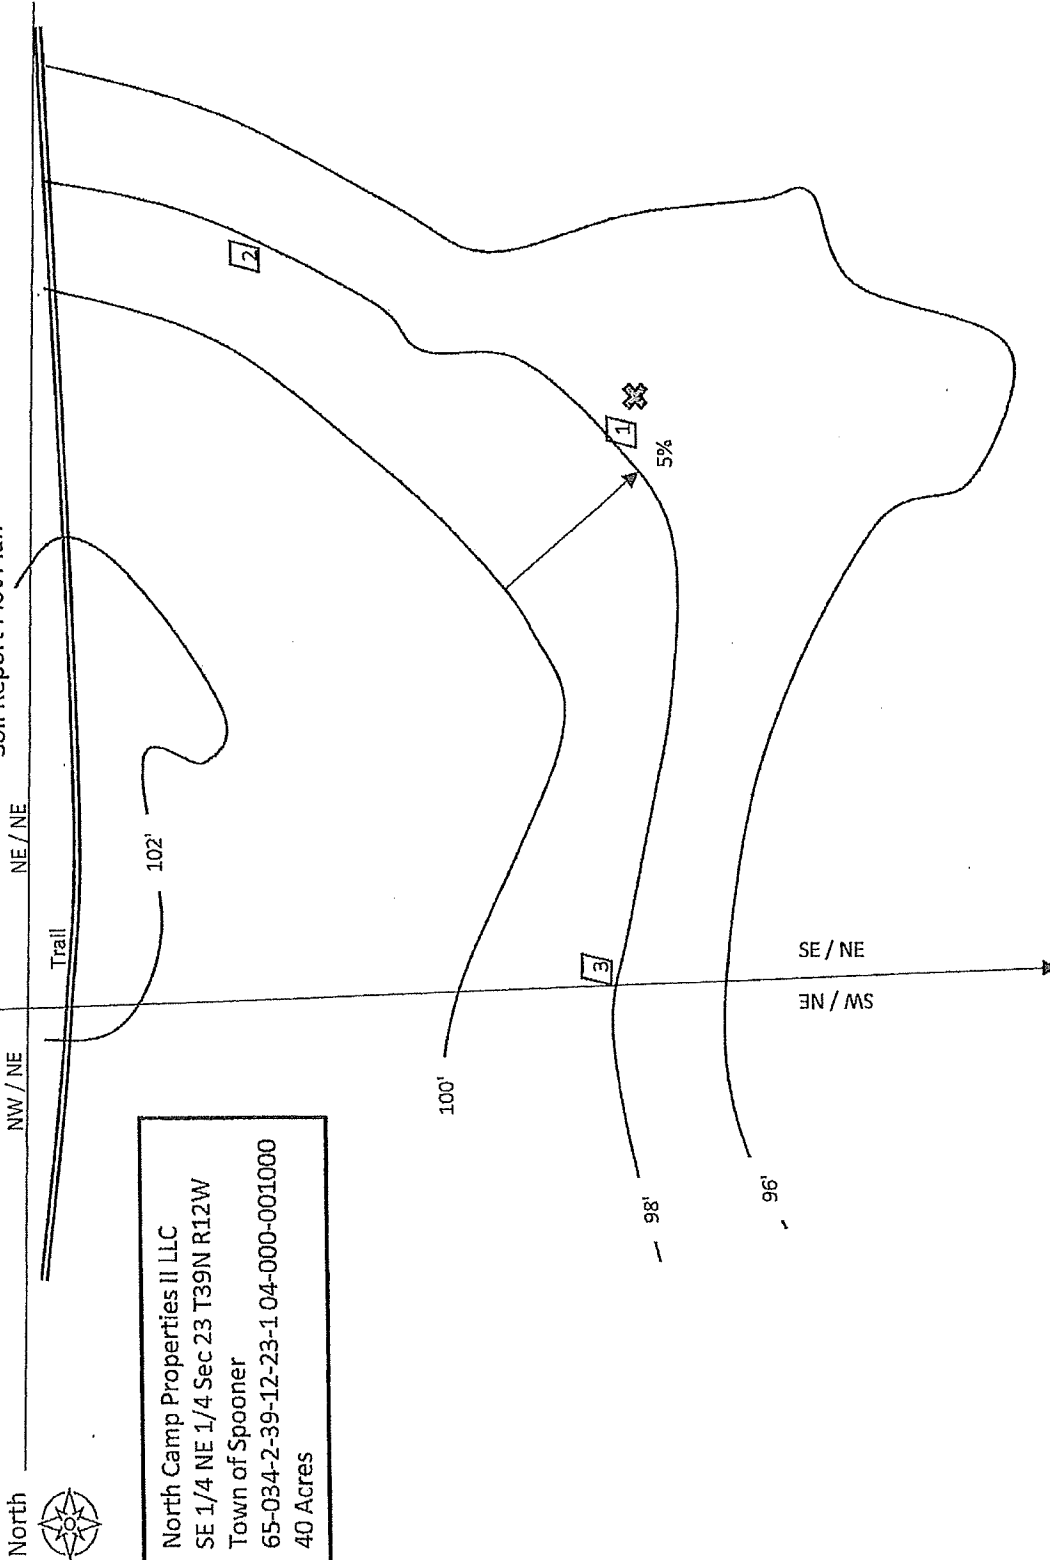 Soil Report Plot Plan
North
NW / NE
NE / NE
Trail
102'
2
North Camp Properties II LLC
SE 1/4 NE 1/4 Sec 23 T39N R12W
Town of Spooner
65-034-2-39-12-23-1 04-000-001000
40 Acres
100'
1
5%
3
98'
96'
SW / NE
SE / NE